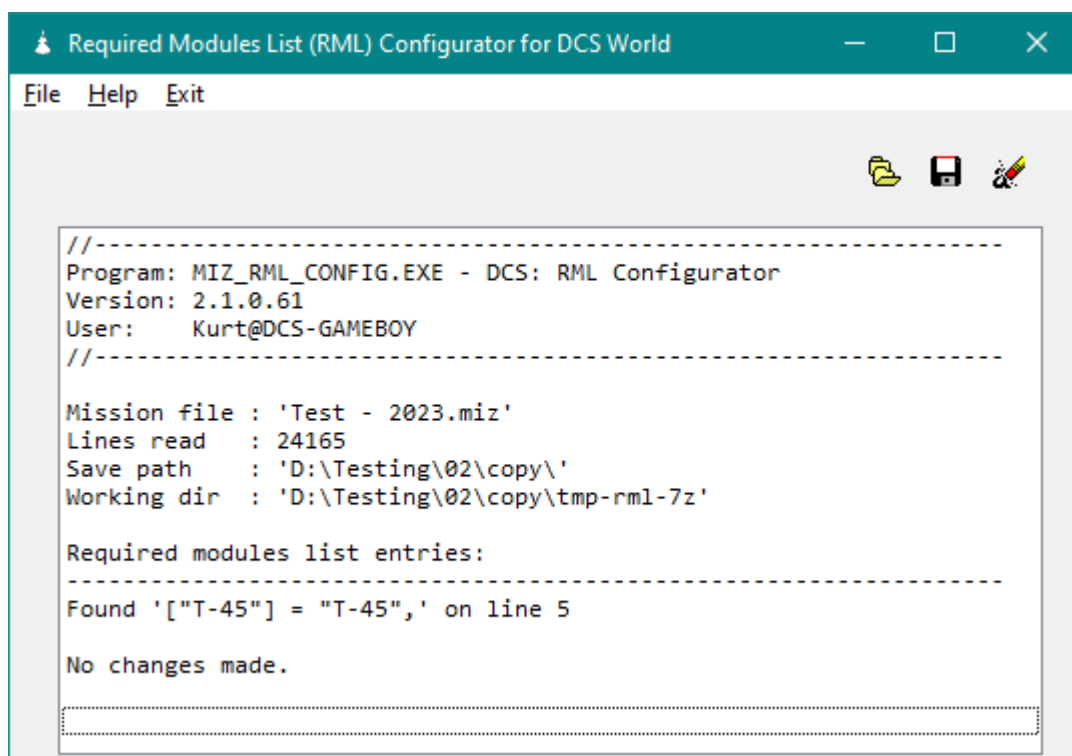 Required Modules List (RML) Configurator for DCS World
File Help Exit
//-----------------------------------------------------------------
Program: MIZ_RML_CONFIG.EXE - DCS: RML Configurator
Version: 2.1.0.61
User:    Kurt@DCS-GAMEBOY
//-----------------------------------------------------------------
Mission file : 'Test - 2023.miz'
Lines read   : 24165
Save path    : 'D:\Testing\02\copy\'
Working dir  : 'D:\Testing\02\copy\tmp-rml-7z'
Required modules list entries:
-------------------------------------------------------------------
Found '["T-45"] = "T-45",' on line 5
No changes made.